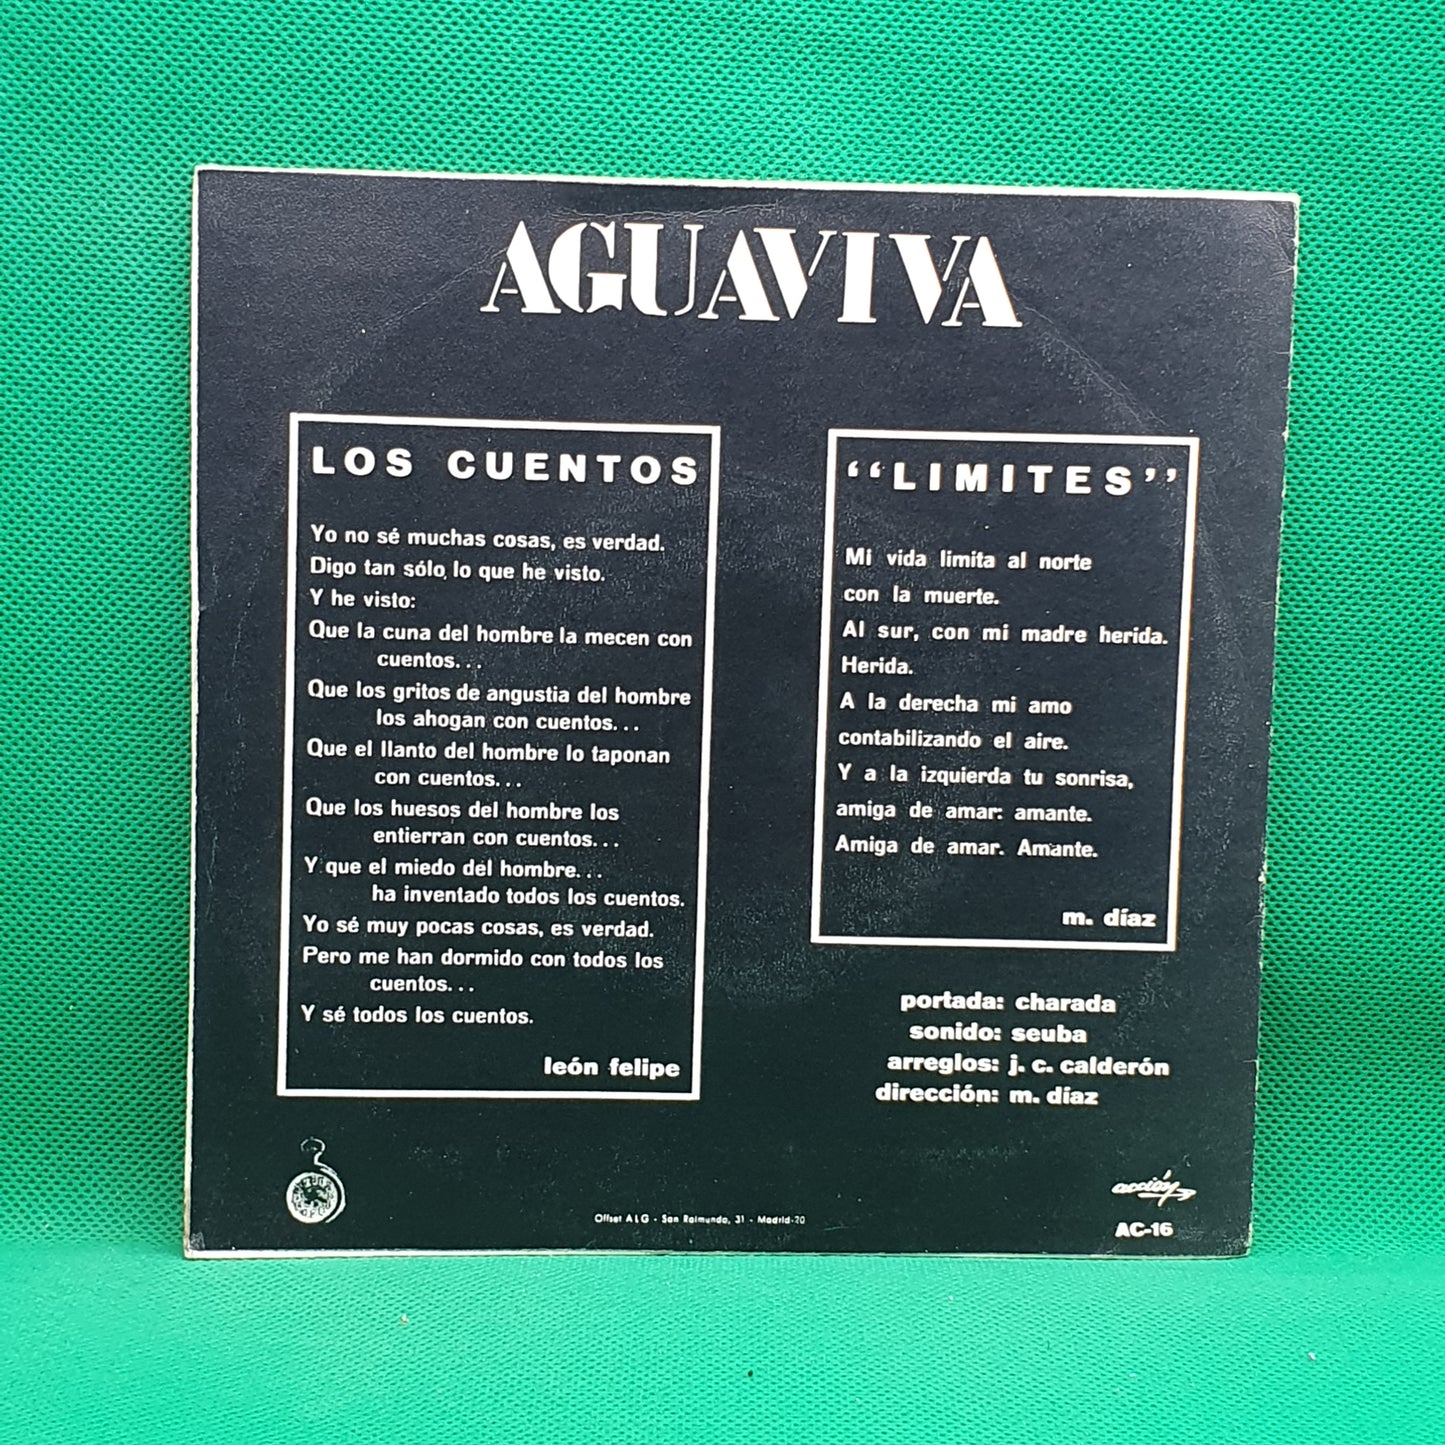 AGUAVIVA
LOS CUENTOS
Yo no sé muchas cosas, es verdad.
Digo tan sólo, lo que he visto.
Y he visto:
Que la cuna del hombre la mecen con
cuentos...
Que los gritos de angustia del hombre
los ahogan con cuentos...
Que el llanto del hombre lo taponan
con cuentos...
Que los huesos del hombre los
entierran con cuentos...
Y que el miedo del hombre...
ha inventado todos los cuentos.
Yo sé muy pocas cosas, es verdad.
Pero me han dormido con todos los
cuentos...
Y sé todos los cuentos.
león felipe
“LIMITES”
Mi vida limita al norte
con la muerte.
Al sur, con mi madre herida.
Herida.
A la derecha mi amo
contabilizando el aire.
Y a la izquierda tu sonrisa,
amiga de amar: amante.
Amiga de amar. Amante.
m. díaz
portada: charada
sonido: seuba
arreglos: j. c. calderón
dirección: m. díaz
acción
AC-16
Offset ALG - San Raimundo, 31 - Madrid-20